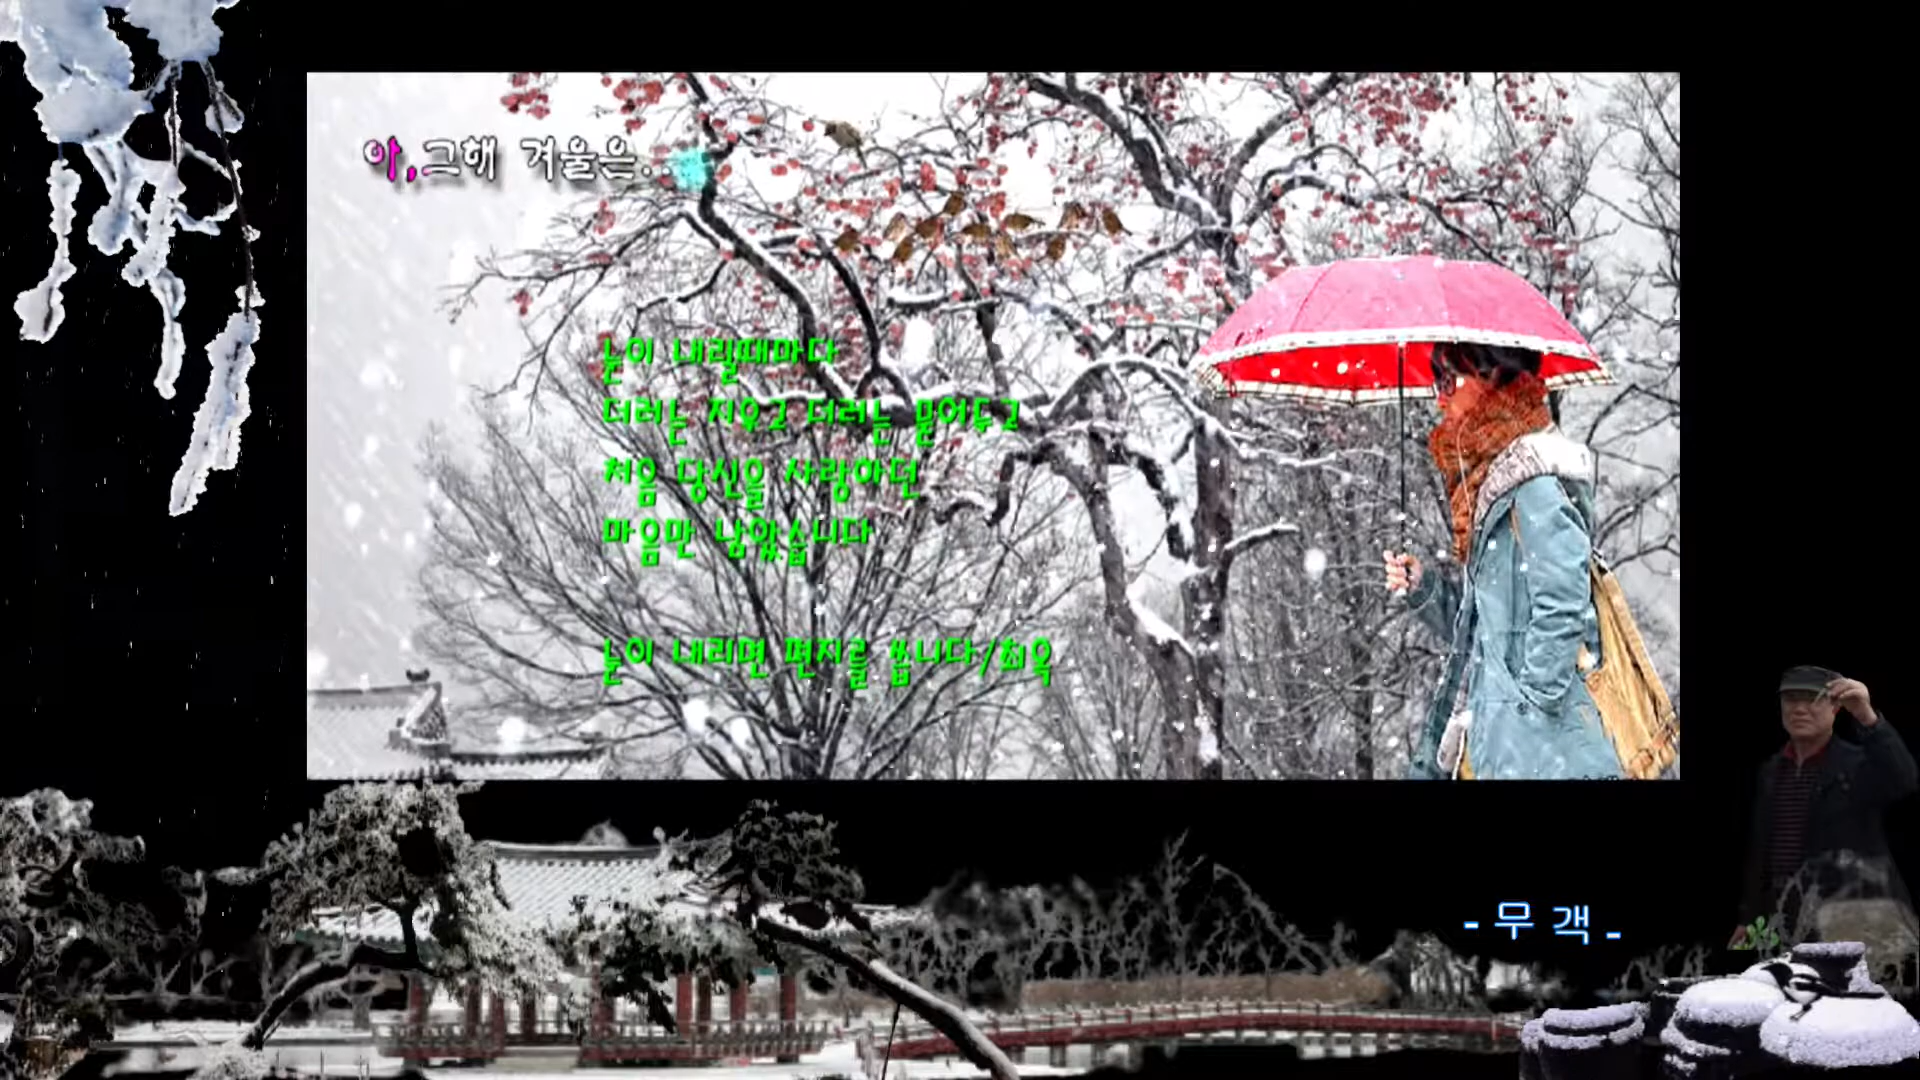 아,그해 겨울은...
눈이 내릴때마다
더러는 지우고 더러는 묻어두고
처음 당신을 사랑하던
마음만 남았습니다
눈이 내리면 편지를 씁니다/최옥
- 무 객 -